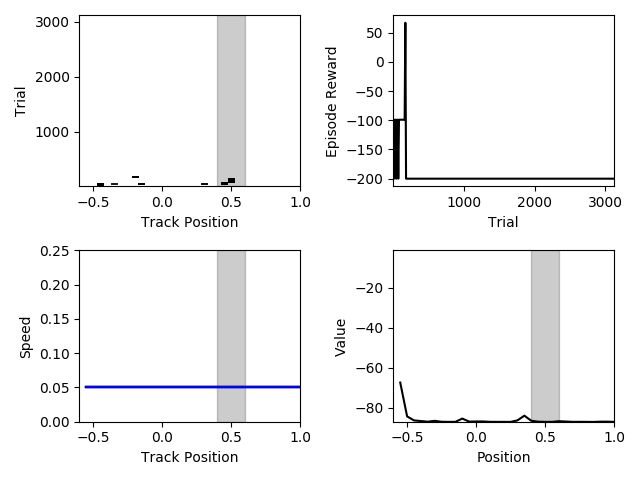 3000
2000
1000
Trial
−0.5 0.0 0.5 1.0
Track Position
50
0
−50
−100
−150
−200
Episode Reward
1000 2000 3000
Trial
0.25
0.20
0.15
0.10
0.05
0.00
Speed
−0.5 0.0 0.5 1.0
Track Position
−20
−40
−60
−80
Value
−0.5 0.0 0.5 1.0
Position